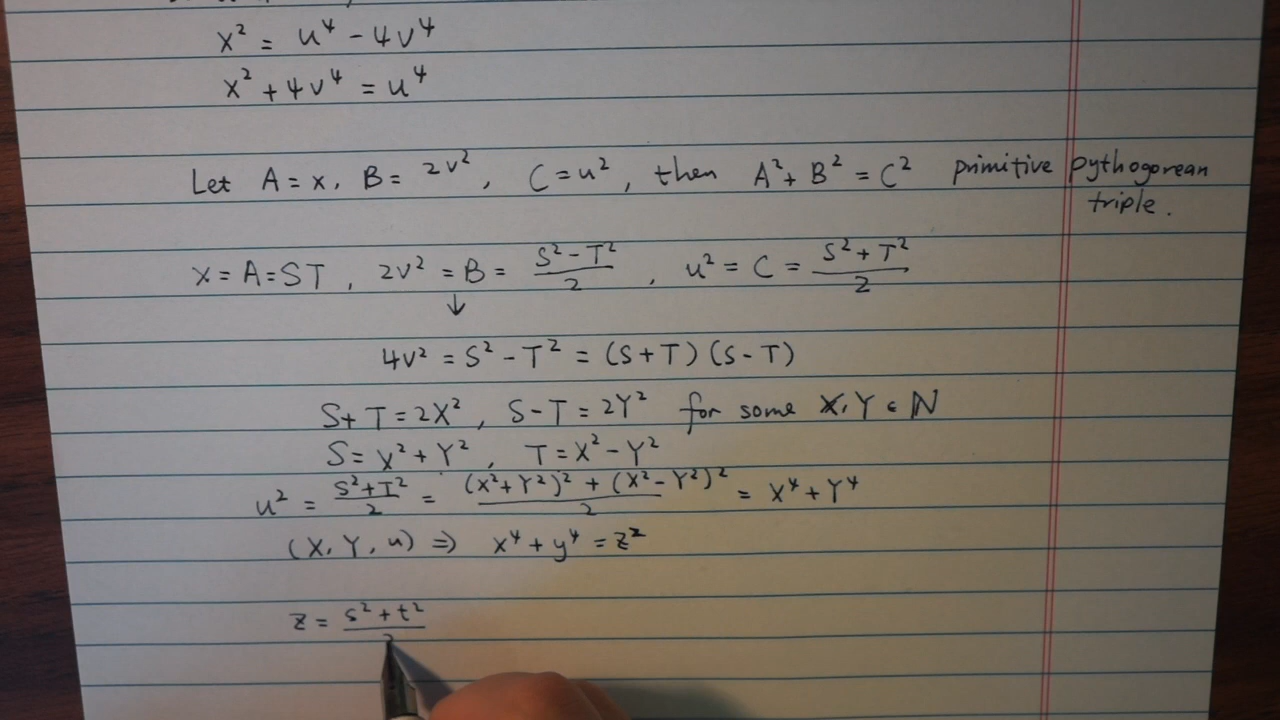 x² = u⁴ - 4v⁴
x² + 4v⁴ = u⁴
Let A = x, B = 2v², C = u², then A² + B² = C² primitive pythogorean
triple.
x = A = ST, 2v² = B = (S² - T²)/2, u² = C = (S² + T²)/2
↓
4v² = S² - T² = (S+T)(S-T)
S+T = 2X², S-T = 2Y² for some X, Y ∈ ℕ
S = X² + Y², T = X² - Y²
u² = (S²+T²)/2 = ((X²+Y²)² + (X²-Y²)²)/2 = X⁴ + Y⁴
(X, Y, u) ⇒ x⁴ + y⁴ = z²
z = (s² + t²)/2